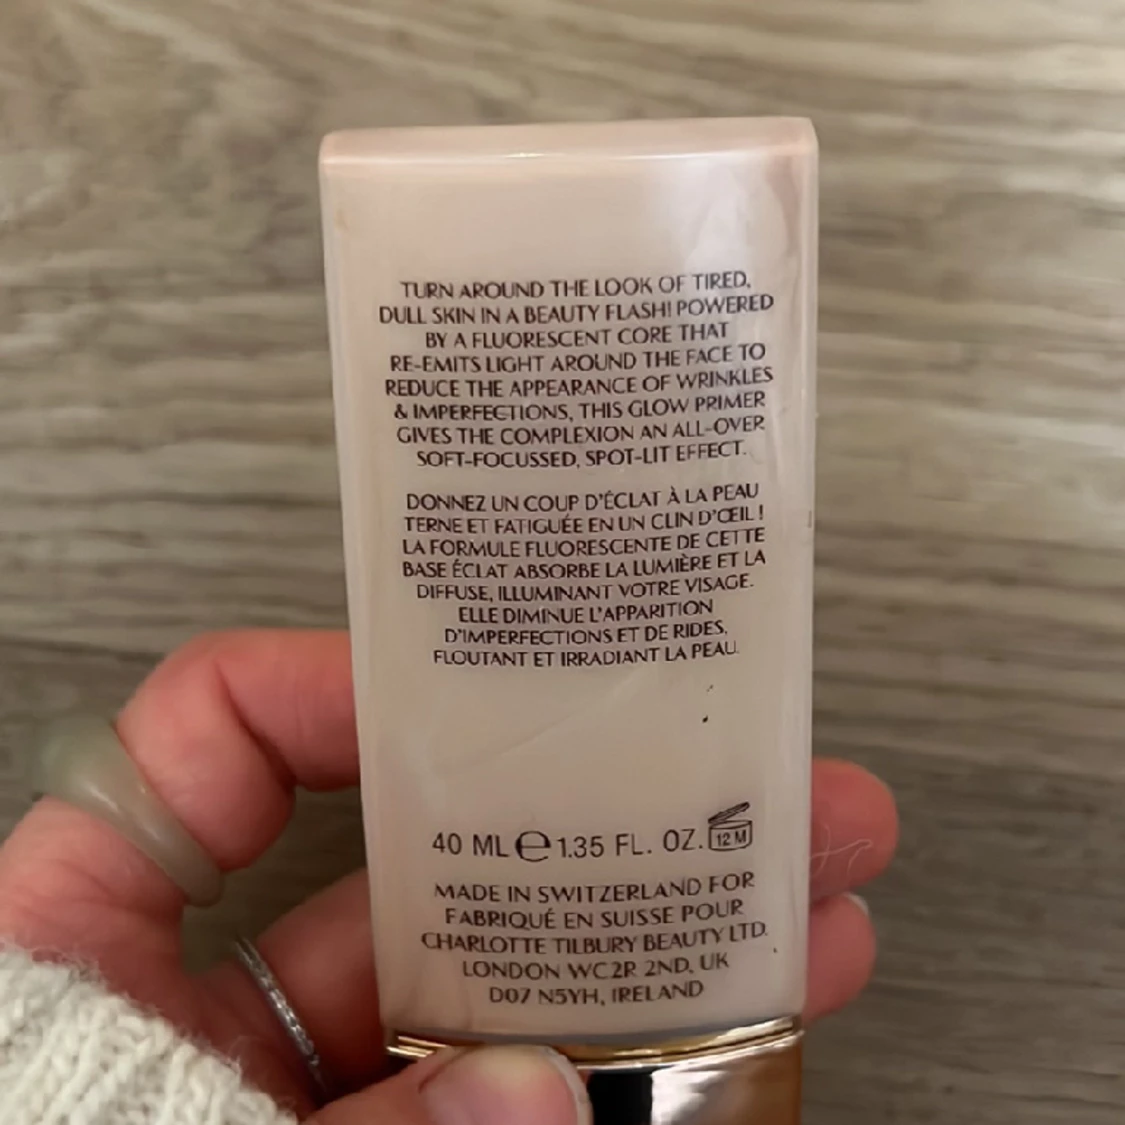 TURN AROUND THE LOOK OF TIRED,
DULL SKIN IN A BEAUTY FLASH! POWERED
BY A FLUORESCENT CORE THAT
RE-EMITS LIGHT AROUND THE FACE TO
REDUCE THE APPEARANCE OF WRINKLES
& IMPERFECTIONS, THIS GLOW PRIMER
GIVES THE COMPLEXION AN ALL-OVER
SOFT-FOCUSSED, SPOT-LIT EFFECT.
DONNEZ UN COUP D'ÉCLAT À LA PEAU
TERNE ET FATIGUÉE EN UN CLIN D'ŒIL !
LA FORMULE FLUORESCENTE DE CETTE
BASE ÉCLAT ABSORBE LA LUMIÈRE ET LA
DIFFUSE, ILLUMINANT VOTRE VISAGE.
ELLE DIMINUE L'APPARITION
D'IMPERFECTIONS ET DE RIDES,
FLOUTANT ET IRRADIANT LA PEAU.
40 ML ℮ 1.35 FL. OZ. 12 M
MADE IN SWITZERLAND FOR
FABRIQUÉ EN SUISSE POUR
CHARLOTTE TILBURY BEAUTY LTD.
LONDON WC2R 2ND, UK
D07 N5YH, IRELAND